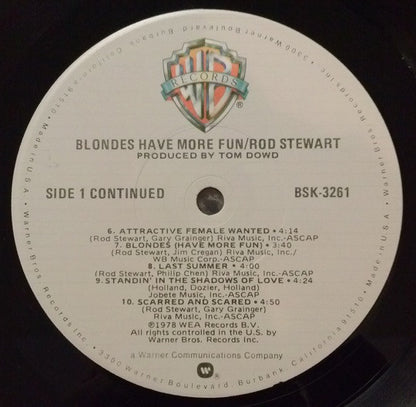 WB
RECORDS
BLONDES HAVE MORE FUN/ROD STEWART
PRODUCED BY TOM DOWD
SIDE 1 CONTINUED BSK-3261
6. ATTRACTIVE FEMALE WANTED • 4:14
(Rod Stewart, Gary Grainger) Riva Music, Inc.-ASCAP
7. BLONDES (HAVE MORE FUN) • 3:40
(Rod Stewart, Jim Cregan) Riva Music, Inc./
WB Music Corp.-ASCAP
8. LAST SUMMER • 4:00
(Rod Stewart, Philip Chen) Riva Music, Inc.-ASCAP
9. STANDIN' IN THE SHADOWS OF LOVE • 4:24
(Holland, Dozier, Holland)
Jobete Music, Inc.-ASCAP
10. SCARRED AND SCARED • 4:50
(Rod Stewart, Gary Grainger)
Riva Music, Inc.-ASCAP
℗1978 WEA Records B.V.
All rights controlled in the U.S. by
Warner Bros. Records Inc.
a Warner Communications Company
Warner Bros. Records Inc. • 3300 Warner Boulevard, Burbank, California 91510 • Made in U.S.A. •